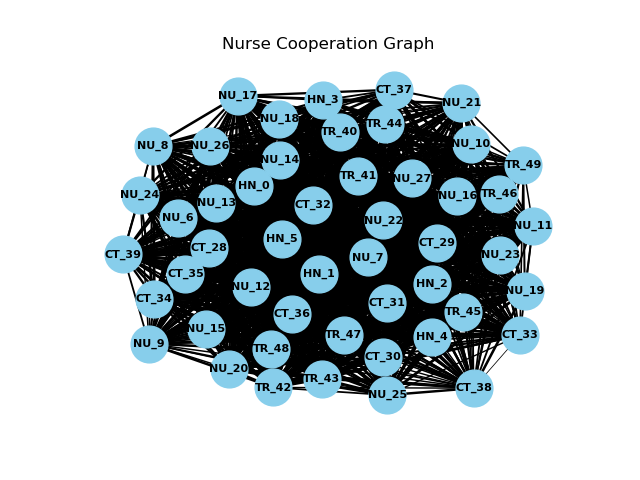 Nurse Cooperation Graph
CT_37
NU_17
HN_3
NU_21
NU_18
TR_44
TR_40
NU_10
NU_8
NU_26
NU_14
TR_49
TR_41
NU_27
HN_0
NU_24
TR_46
NU_16
NU_13
CT_32
NU_6
NU_22
NU_11
HN_5
CT_29
CT_28
CT_39
NU_23
NU_7
CT_35
HN_1
HN_2
NU_12
NU_19
CT_34
CT_31
TR_45
CT_36
NU_15
TR_47
CT_33
HN_4
NU_9
TR_48
CT_30
NU_20
TR_43
TR_42
CT_38
NU_25